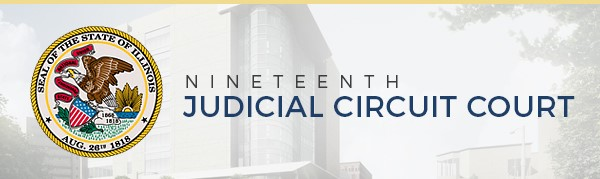 SEAL OF THE STATE OF ILLINOIS
1868
1818
AUG. 26TH 1818
NINETEENTH
JUDICIAL CIRCUIT COURT